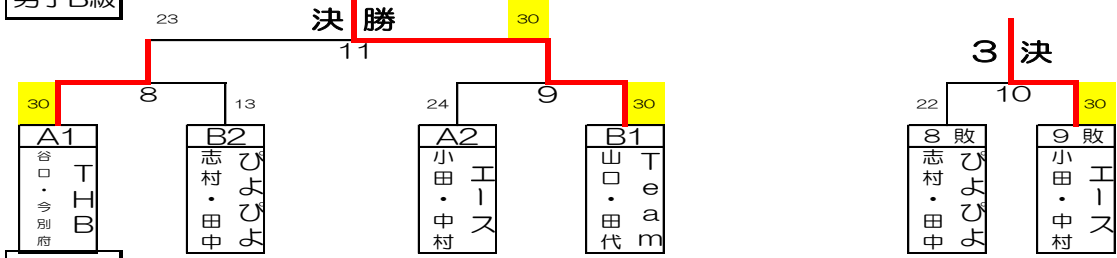 男子B級
23
決勝
30
11
3決
30
8
13
24
9
30
22
10
30
A1
B2
A2
B1
8敗
9敗
谷口・今別府
THB
志村・田中
ぴよぴよ
小田・中村
エース
山口・田代
Team
志村・田中
ぴよぴよ
小田・中村
エース